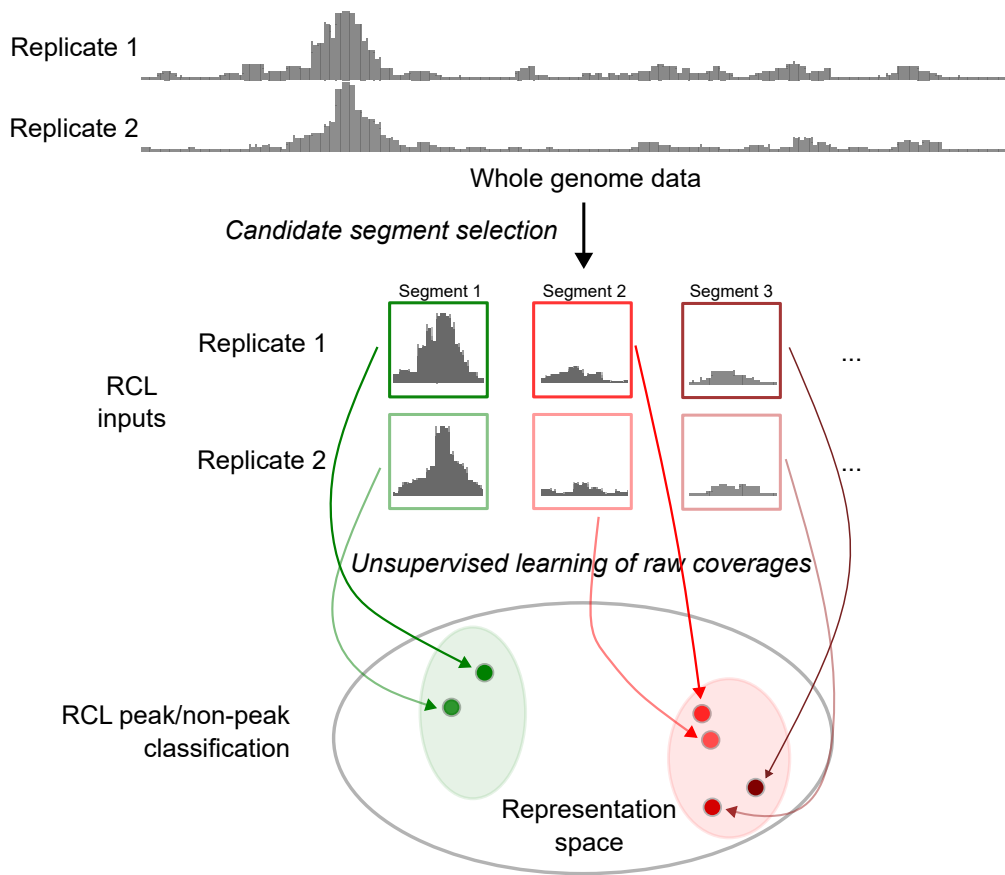 Replicate 1
Replicate 2
Whole genome data
Candidate segment selection
Segment 1
Segment 2
Segment 3
Replicate 1
...
RCL
inputs
Replicate 2
...
Unsupervised learning of raw coverages
RCL peak/non-peak
classification
Representation
space